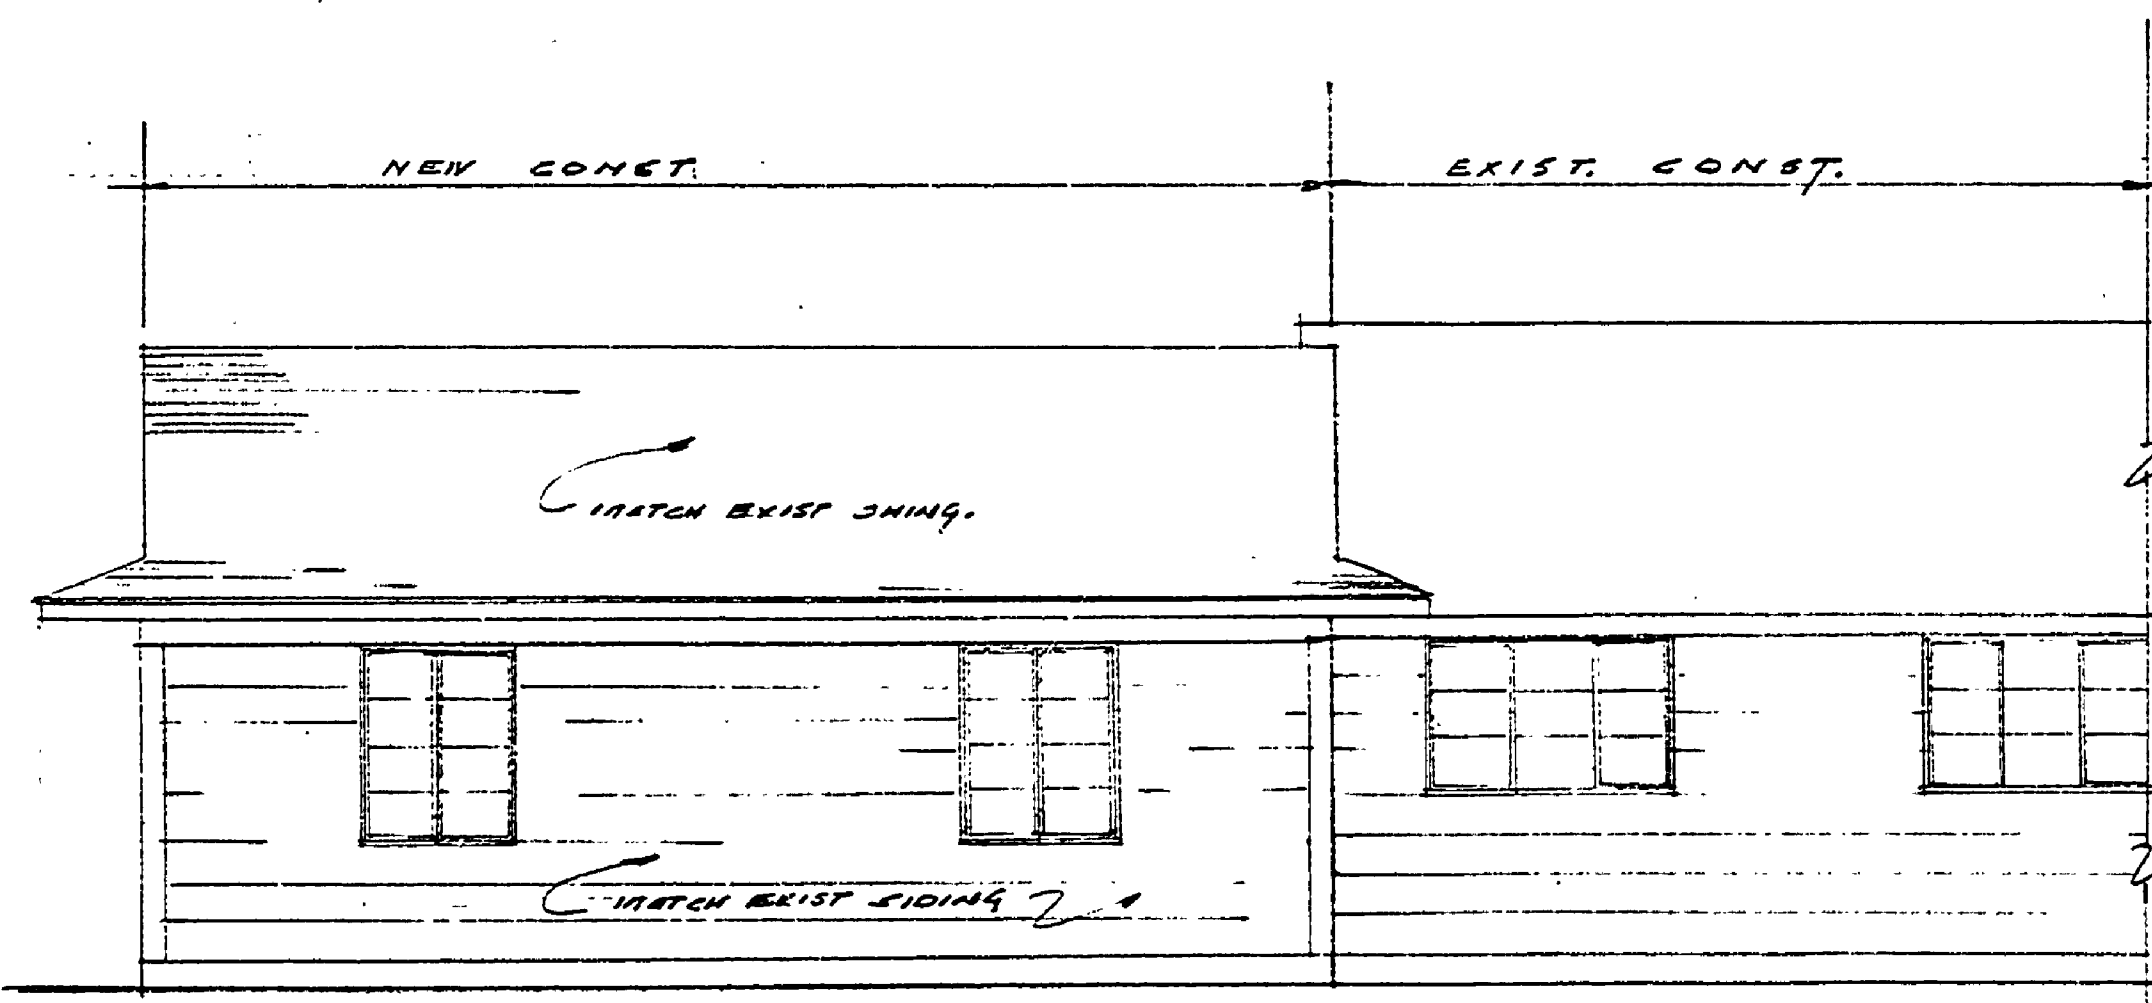 NEW CONST.
EXIST. CONST.
MATCH EXIST SHING.
MATCH EXIST SIDING